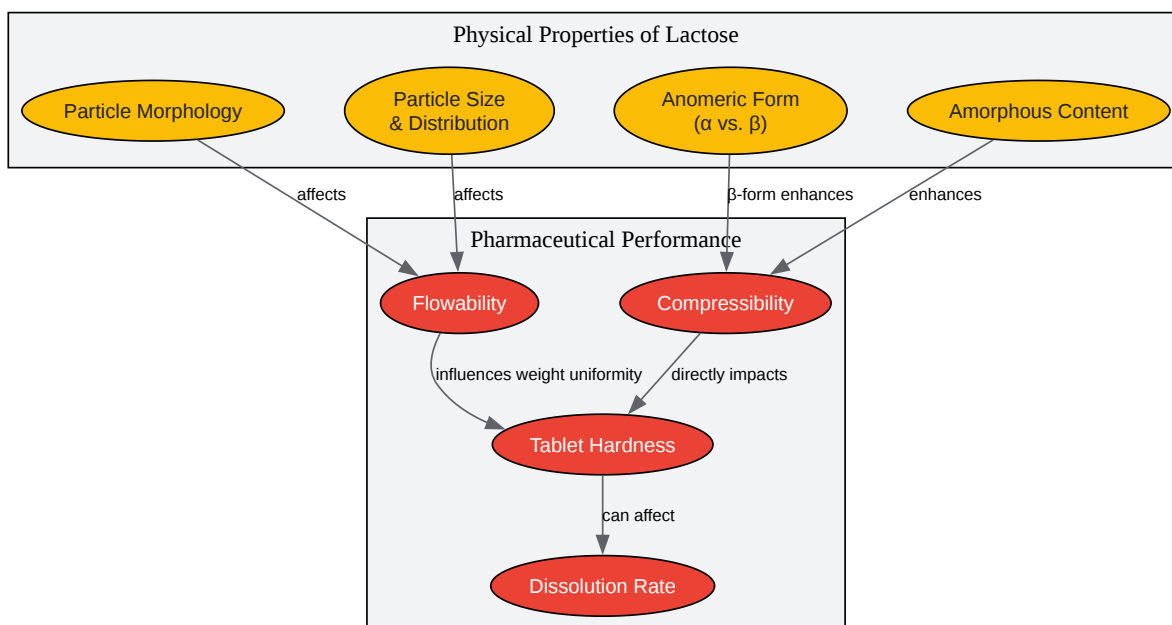 Physical Properties of Lactose
Particle Morphology
Particle Size
& Distribution
Anomeric Form
(α vs. β)
Amorphous Content
affects
affects
β-form enhances
enhances
Pharmaceutical Performance
Flowability
Compressibility
influences weight uniformity
directly impacts
Tablet Hardness
can affect
Dissolution Rate